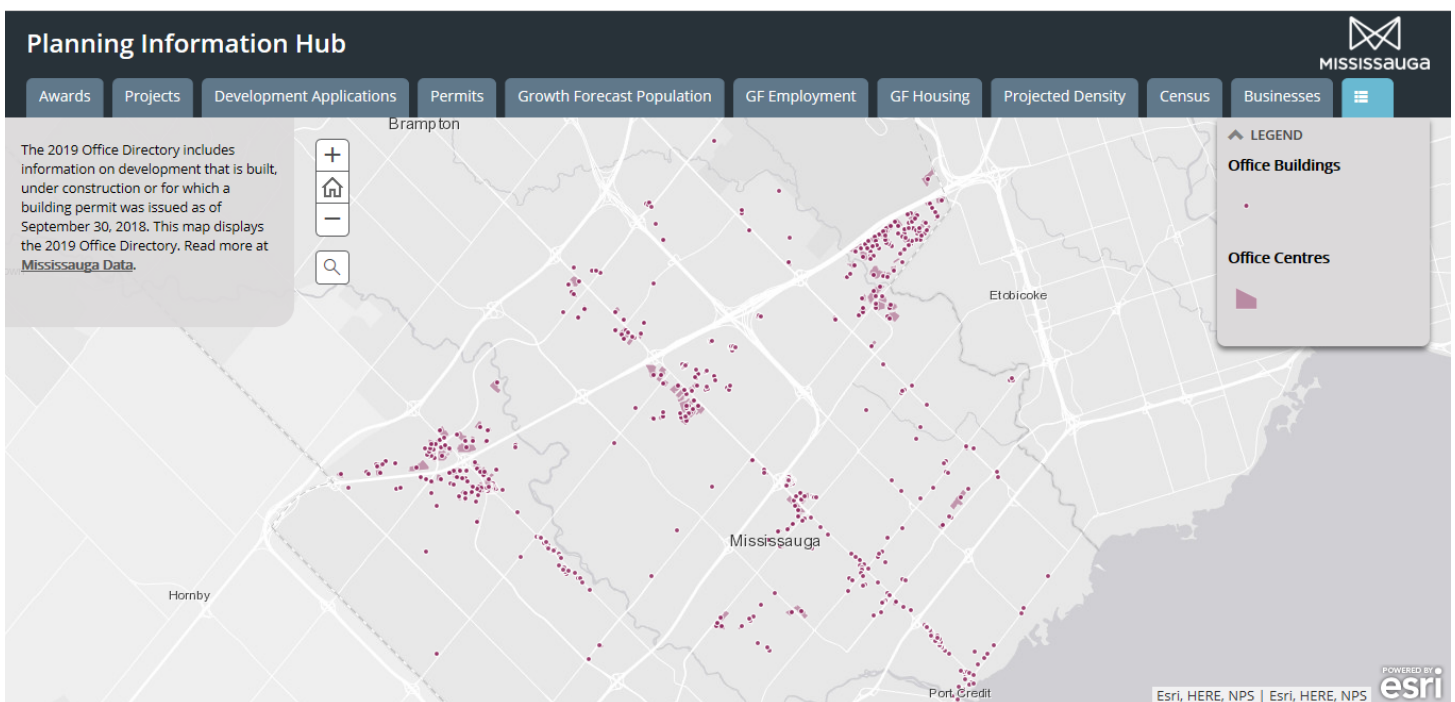 Planning Information Hub
MISSISSAUGA
Awards
Projects
Development Applications
Permits
Growth Forecast Population
GF Employment
GF Housing
Projected Density
Census
Businesses
The 2019 Office Directory includes
information on development that is built,
under construction or for which a
building permit was issued as of
September 30, 2018. This map displays
the 2019 Office Directory. Read more at
Mississauga Data.
LEGEND
Office Buildings
Office Centres
Brampton
Etobicoke
Mississauga
Hornby
Port Credit
POWERED BY
esri
Esri, HERE, NPS | Esri, HERE, NPS